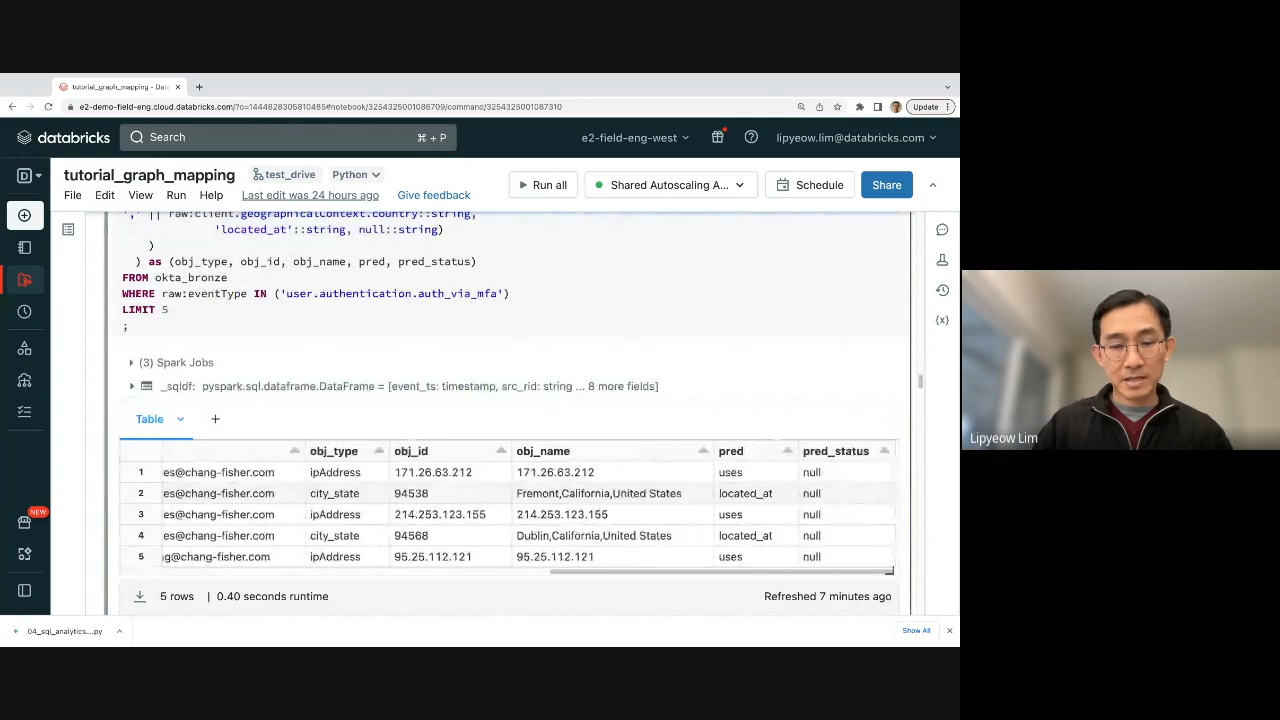 tutorial_graph_mapping - Data
e2-demo-field-eng.cloud.databricks.com/?o=1444828305810485#notebook/3254325001086709/command/3254325001087310
Update
databricks
Search
⌘ + P
e2-field-eng-west
lipyeow.lim@databricks.com
D
tutorial_graph_mapping
test_drive
Python
File Edit View Run Help
Last edit was 24 hours ago
Give feedback
Run all
Shared Autoscaling A...
Schedule
Share
',' || raw:client.geographicalContext.country::string,
'located_at'::string, null::string)
)
) as (obj_type, obj_id, obj_name, pred, pred_status)
FROM okta_bronze
WHERE raw:eventType IN ('user.authentication.auth_via_mfa')
LIMIT 5
;
(3) Spark Jobs
_sqldf: pyspark.sql.dataframe.DataFrame = [event_ts: timestamp, src_rid: string ... 8 more fields]
Table
+
obj_type obj_id obj_name pred pred_status
1 es@chang-fisher.com ipAddress 171.26.63.212 171.26.63.212 uses null
2 es@chang-fisher.com city_state 94538 Fremont,California,United States located_at null
3 es@chang-fisher.com ipAddress 214.253.123.155 214.253.123.155 uses null
4 es@chang-fisher.com city_state 94568 Dublin,California,United States located_at null
5 g@chang-fisher.com ipAddress 95.25.112.121 95.25.112.121 uses null
5 rows | 0.40 seconds runtime
Refreshed 7 minutes ago
NEW
{x}
04_sql_analytics....py
Show All
Lipyeow Lim